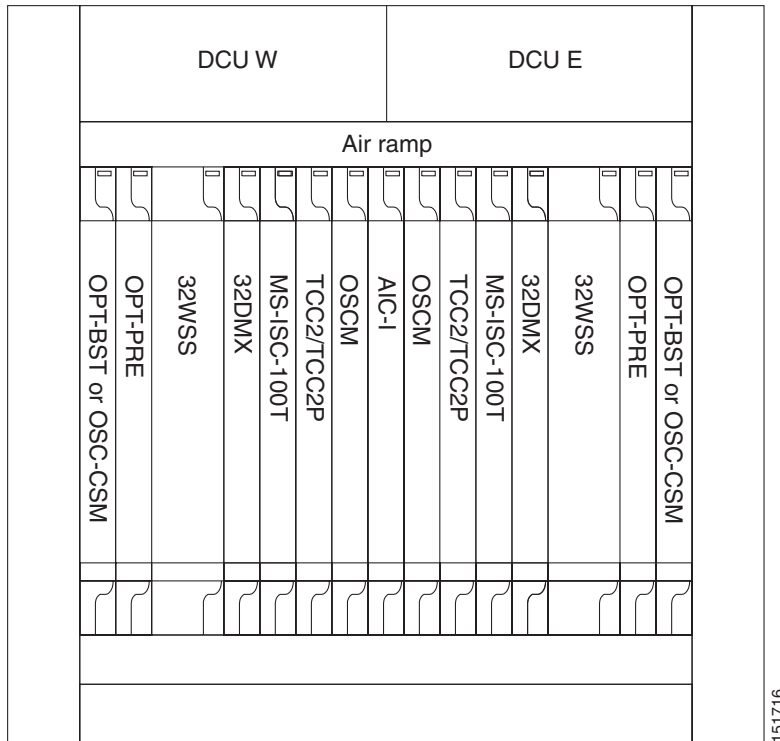 DCU W
DCU E
Air ramp
OPT-BST or OSC-CSM
OPT-PRE
32WSS
32DMX
MS-ISC-100T
TCC2/TCC2P
OSCM
AIC-I
OSCM
TCC2/TCC2P
MS-ISC-100T
32DMX
32WSS
OPT-PRE
OPT-BST or OSC-CSM
151716